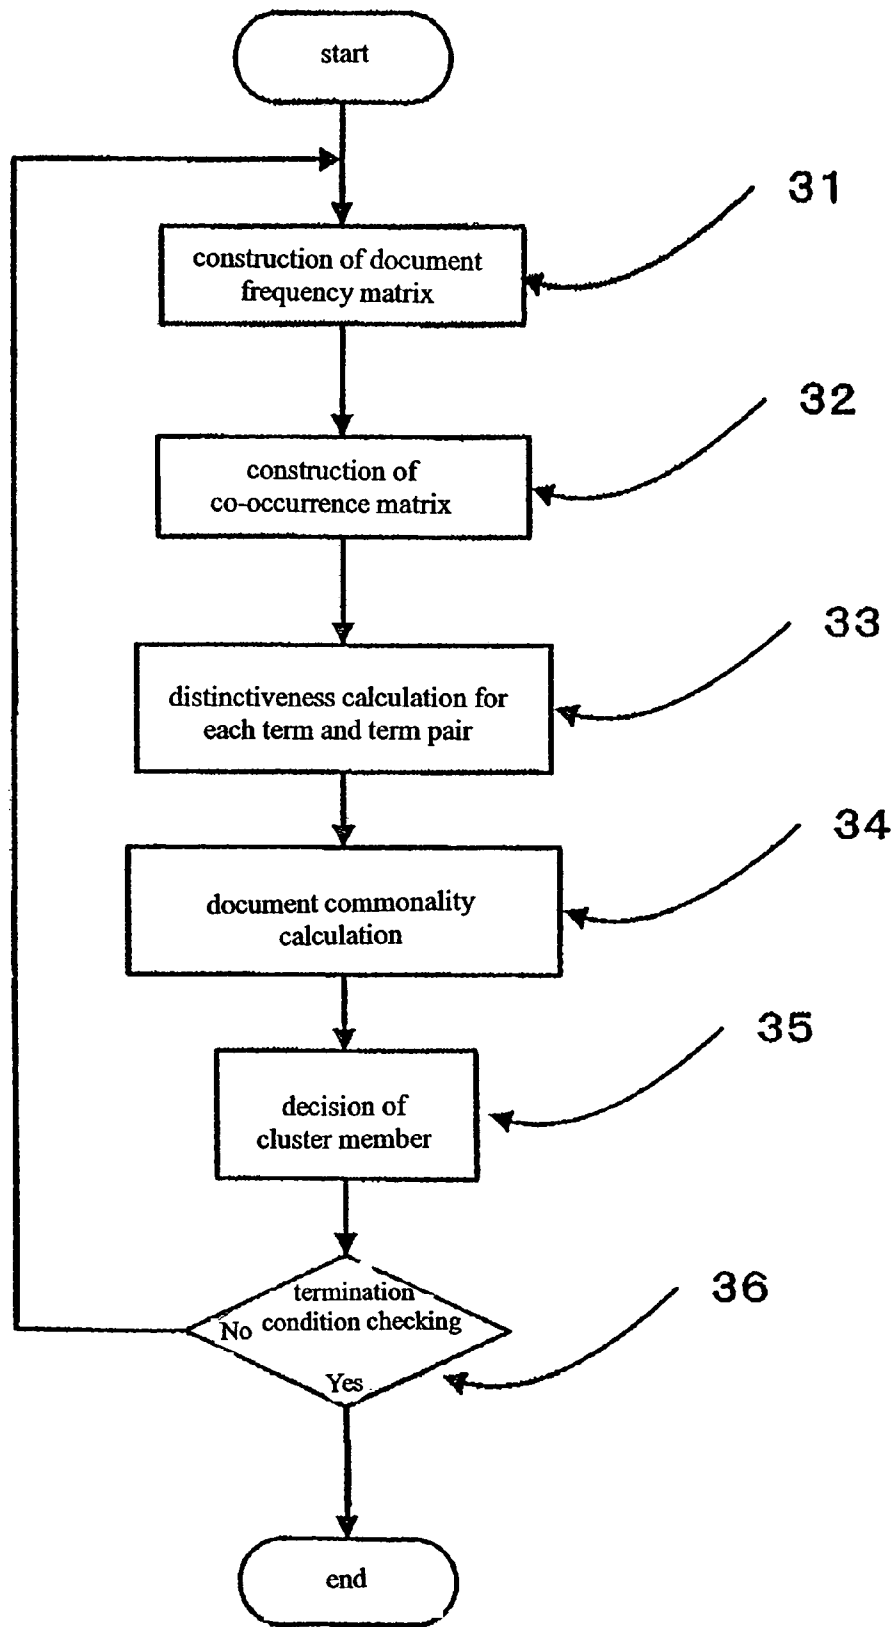 start
31
construction of document
frequency matrix
32
construction of
co-occurrence matrix
33
distinctiveness calculation for
each term and term pair
34
document commonality
calculation
35
decision of
cluster member
36
termination
condition checking
No
Yes
end